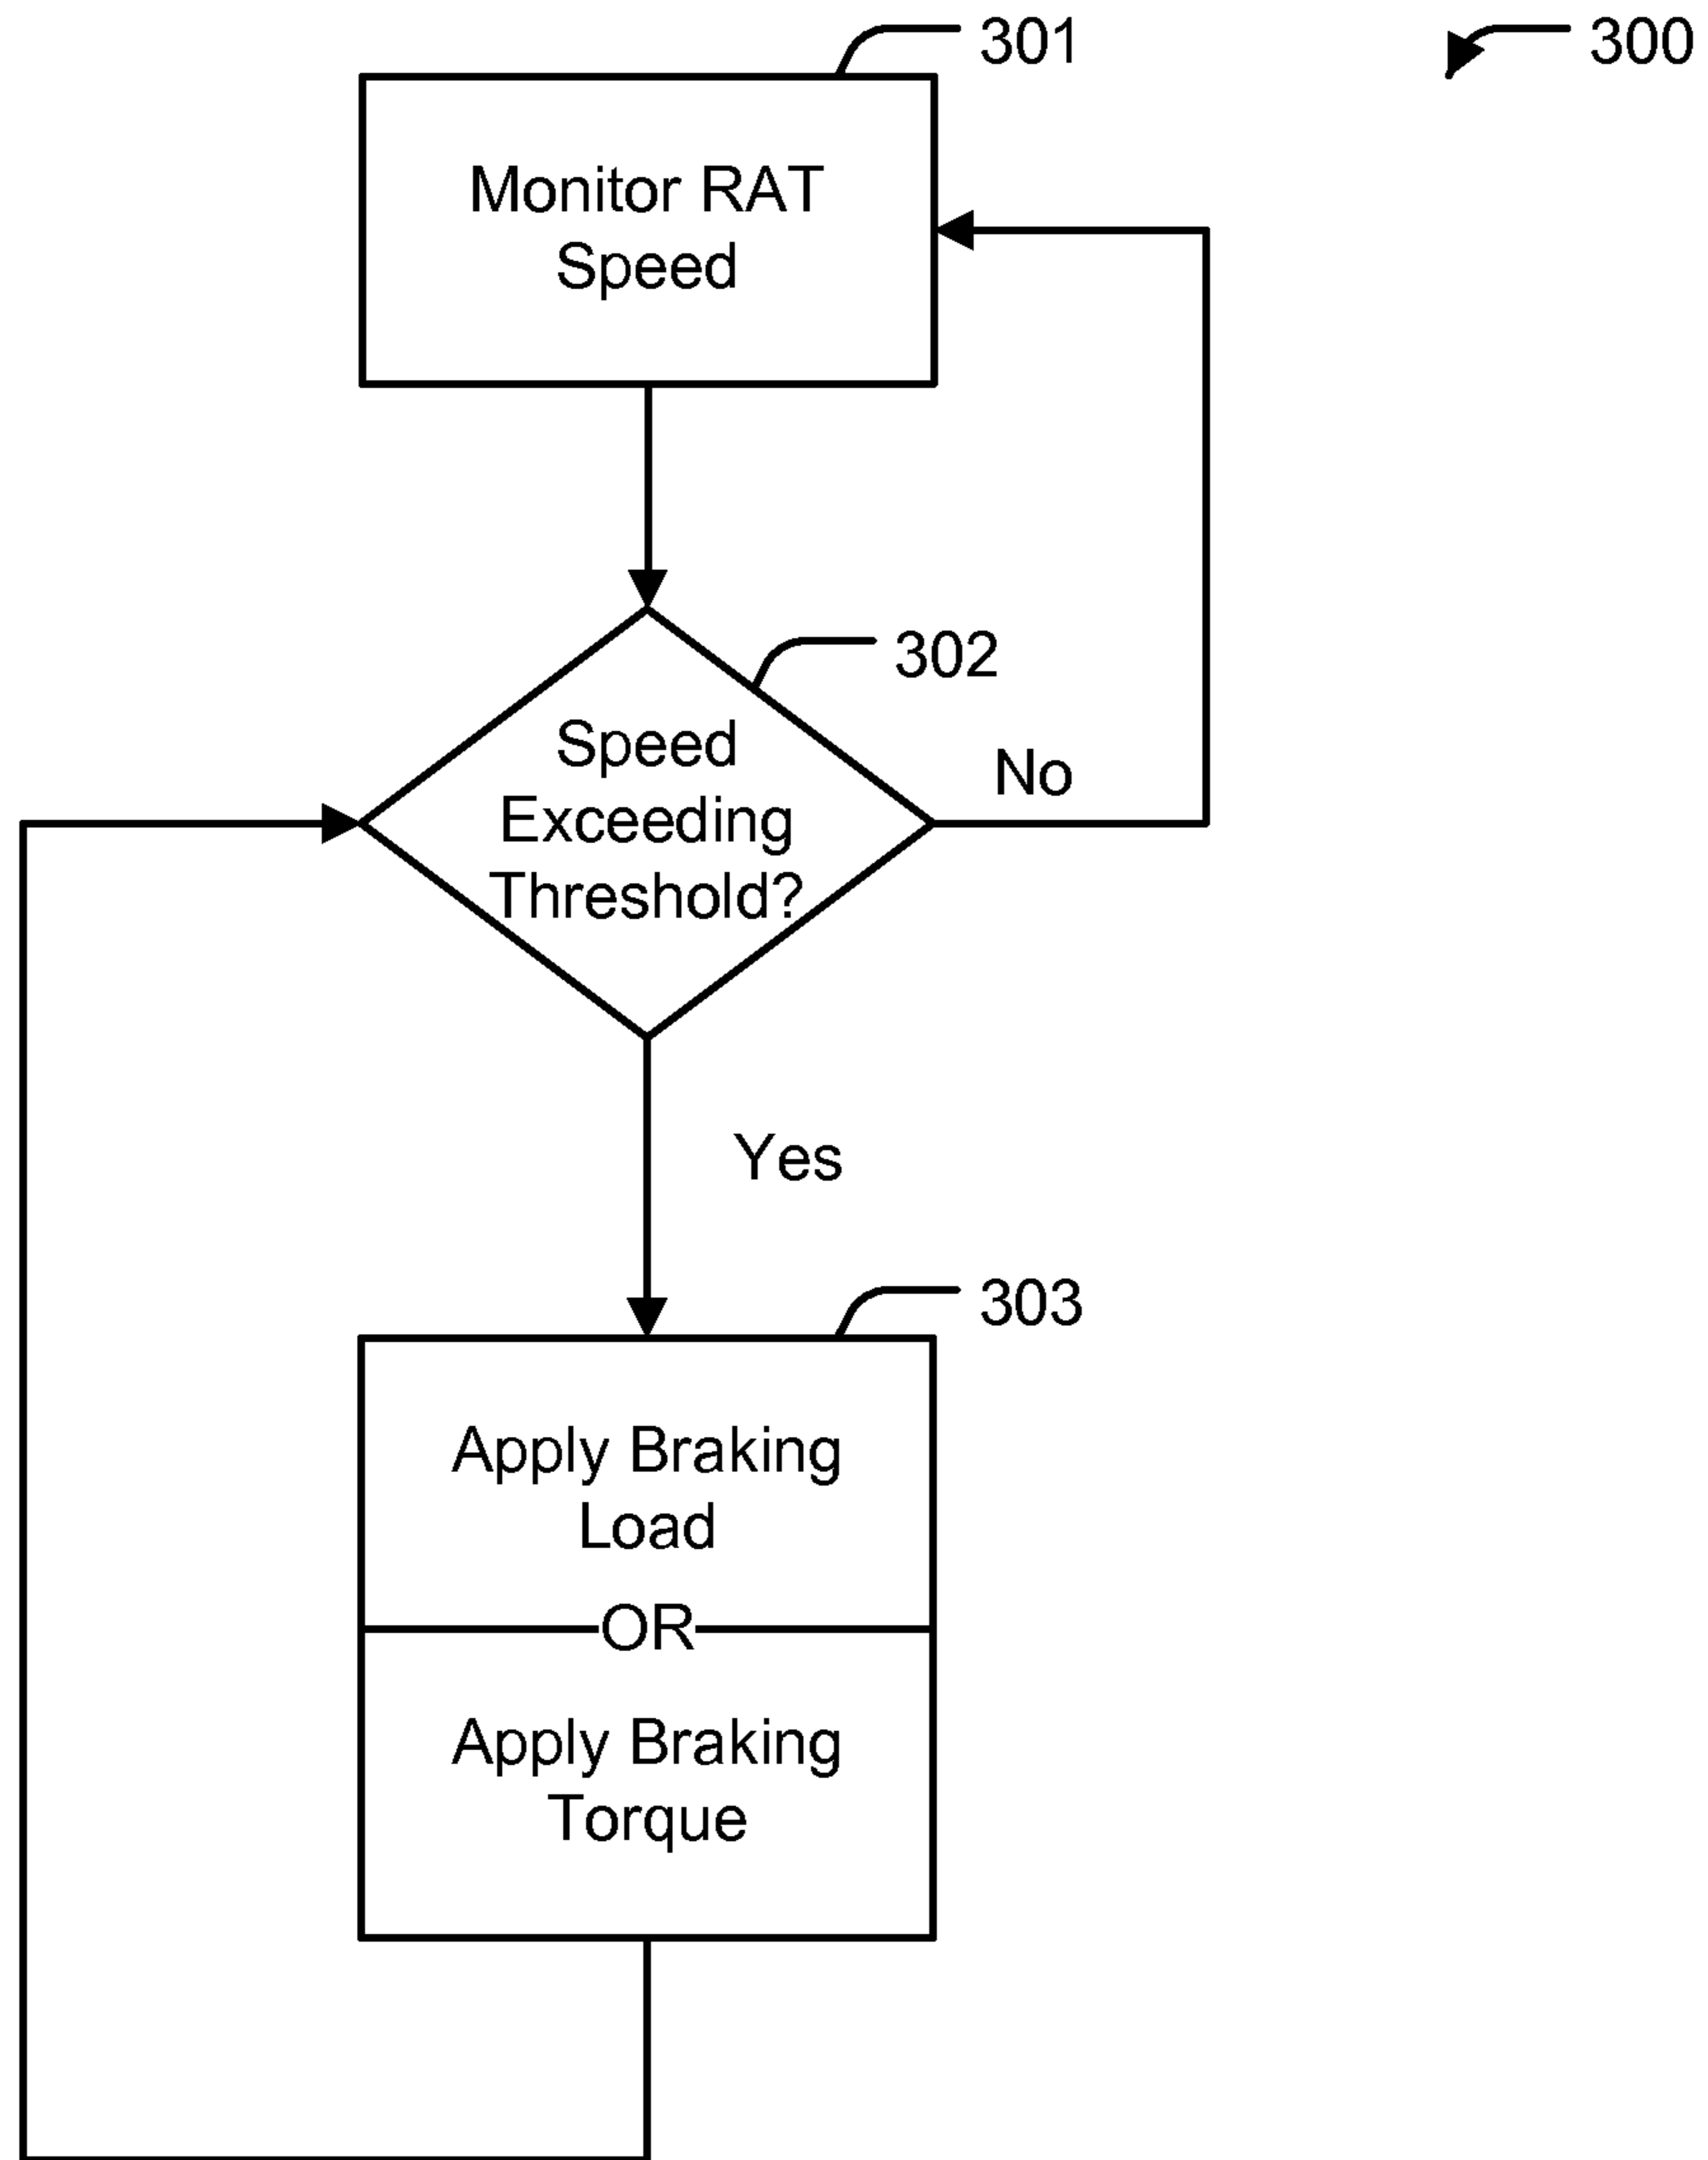 301
300
Monitor RAT
Speed
302
Speed
Exceeding
Threshold?
No
Yes
303
Apply Braking
Load
OR
Apply Braking
Torque